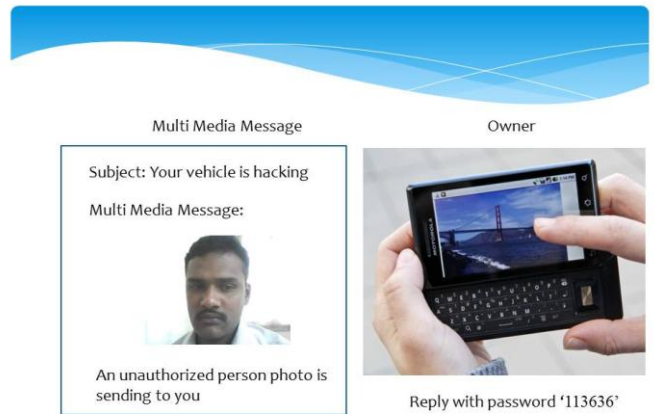 Multi Media Message
Owner
Subject: Your vehicle is hacking
Multi Media Message:
An unauthorized person photo is
sending to you
MOTOROLA
Reply with password ‘113636’